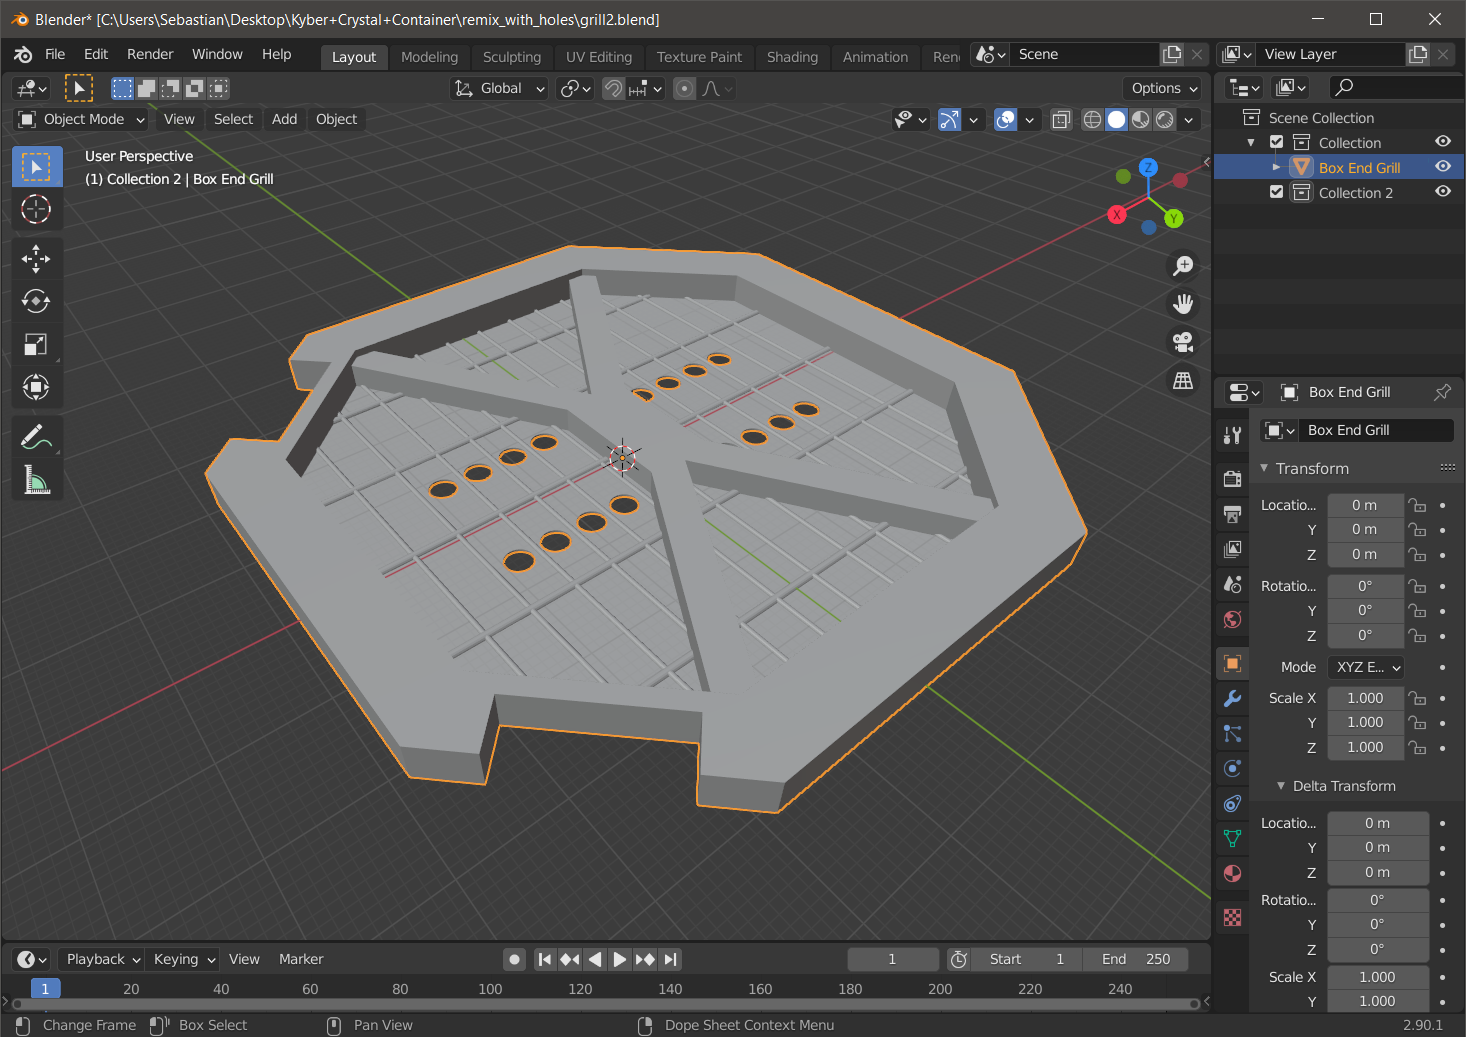 Blender* [C:\Users\Sebastian\Desktop\Kyber+Crystal+Container\remix_with_holes\grill2.blend]
File Edit Render Window Help Layout Modeling Sculpting UV Editing Texture Paint Shading Animation Ren Scene View Layer
Global Options
Object Mode View Select Add Object
User Perspective
(1) Collection 2 | Box End Grill
Z
X
Y
Scene Collection
Collection
Box End Grill
Collection 2
Box End Grill
Box End Grill
Transform
Locatio... 0 m
Y 0 m
Z 0 m
Rotatio... 0°
Y 0°
Z 0°
Mode XYZ E...
Scale X 1.000
Y 1.000
Z 1.000
Delta Transform
Locatio... 0 m
Y 0 m
Z 0 m
Rotatio... 0°
Y 0°
Z 0°
Scale X 1.000
Y 1.000
Playback Keying View Marker 1 Start 1 End 250
1 20 40 60 80 100 120 140 160 180 200 220 240
Change Frame Box Select Pan View Dope Sheet Context Menu 2.90.1